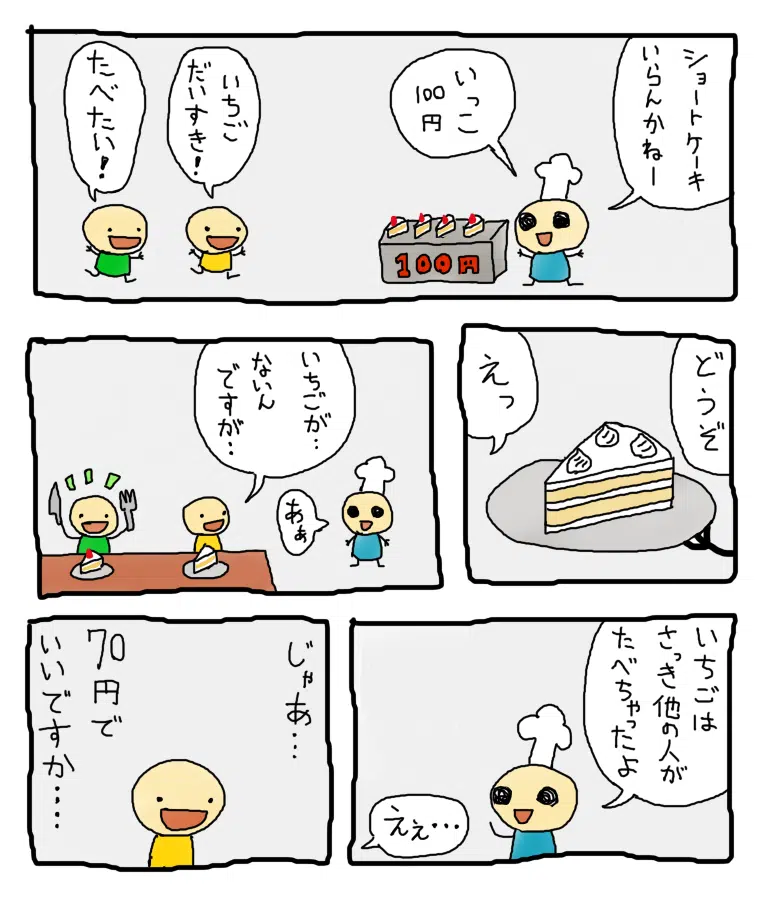 ショートケーキ
いらんかねー
いっこ
100
円
100円
いちご
だいすき!
たべたい!
どうぞ
えっ
いちごが…
ないん
ですが…
あぁ
いちごは
さっき他の人が
たべちゃったよ
ええ…
じゃあ…
70円で
いいですか….